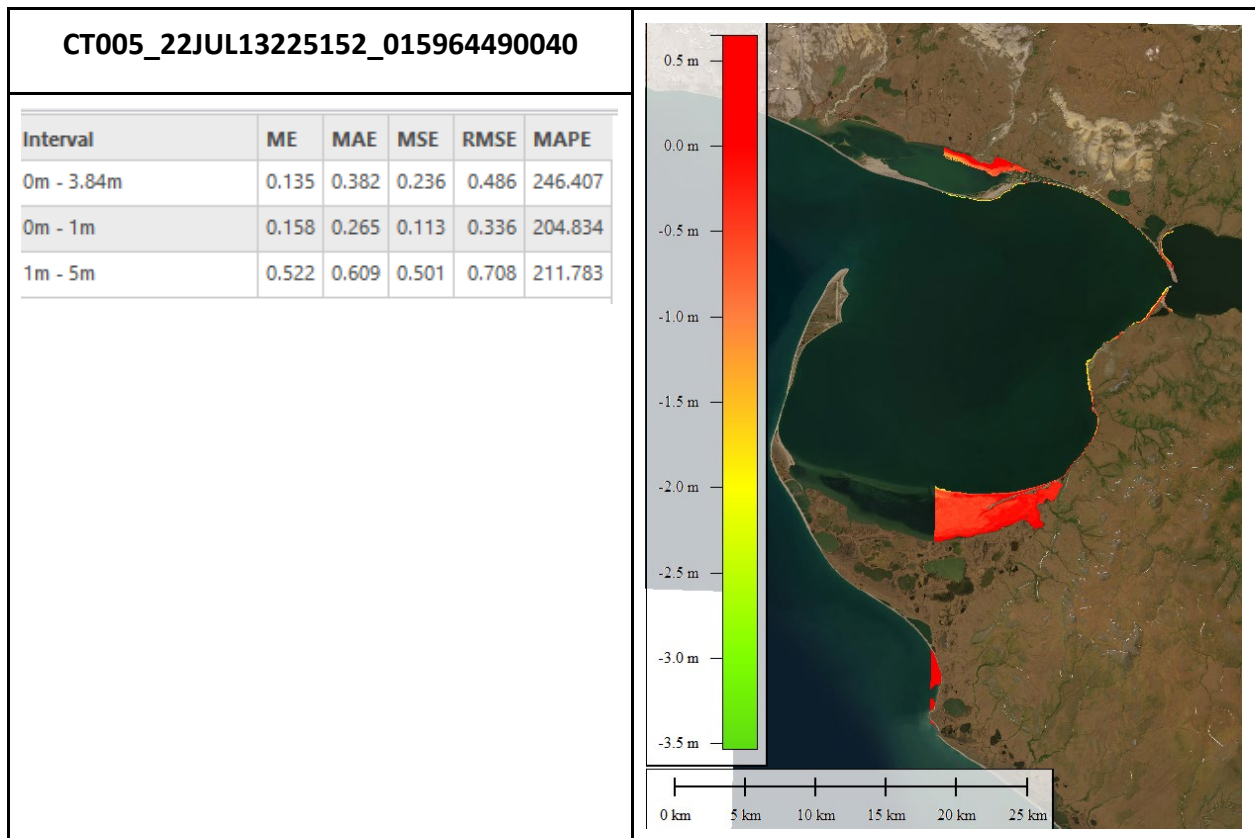 CT005_22JUL13225152_015964490040
Interval ME MAE MSE RMSE MAPE
0m - 3.84m 0.135 0.382 0.236 0.486 246.407
0m - 1m 0.158 0.265 0.113 0.336 204.834
1m - 5m 0.522 0.609 0.501 0.708 211.783
0.5 m
0.0 m
-0.5 m
-1.0 m
-1.5 m
-2.0 m
-2.5 m
-3.0 m
-3.5 m
0 km 5 km 10 km 15 km 20 km 25 km